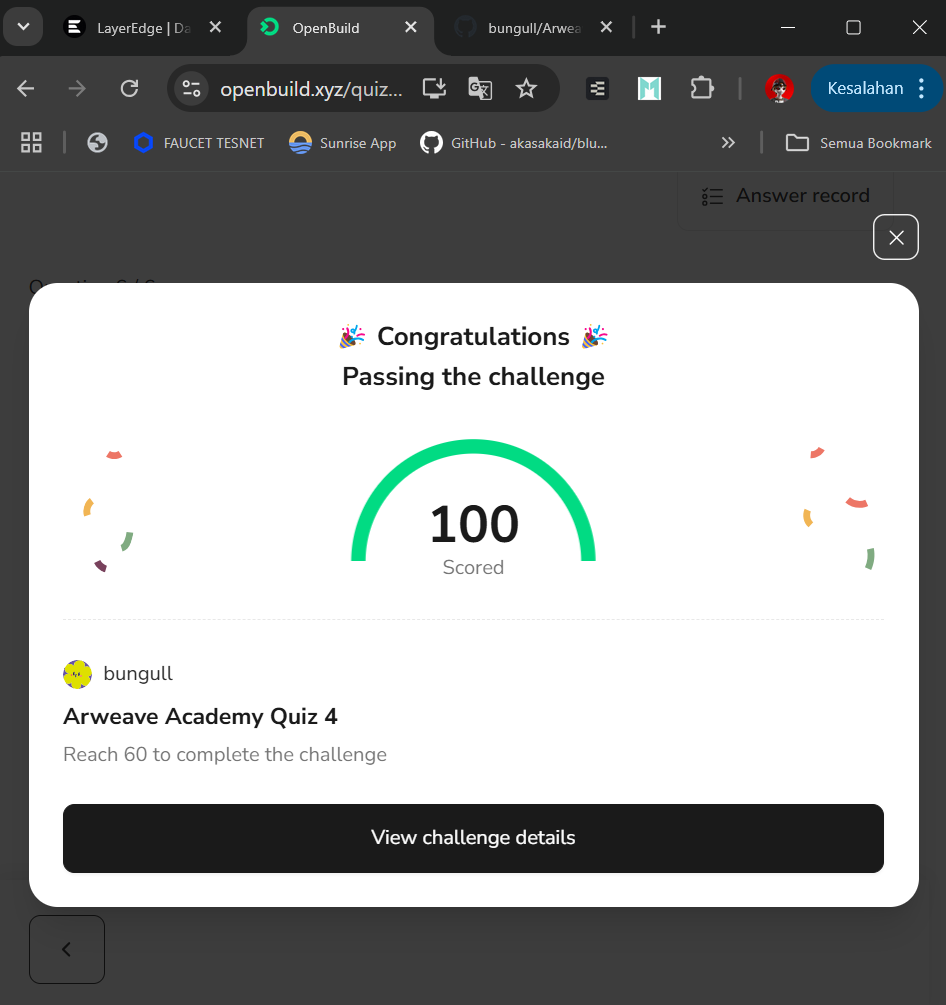 LayerEdge | Da
OpenBuild
bungull/Arwea
openbuild.xyz/quiz...
Kesalahan
FAUCET TESNET
Sunrise App
GitHub - akasakaid/blu...
Semua Bookmark
Answer record
Congratulations
Passing the challenge
100
Scored
bungull
Arweave Academy Quiz 4
Reach 60 to complete the challenge
View challenge details